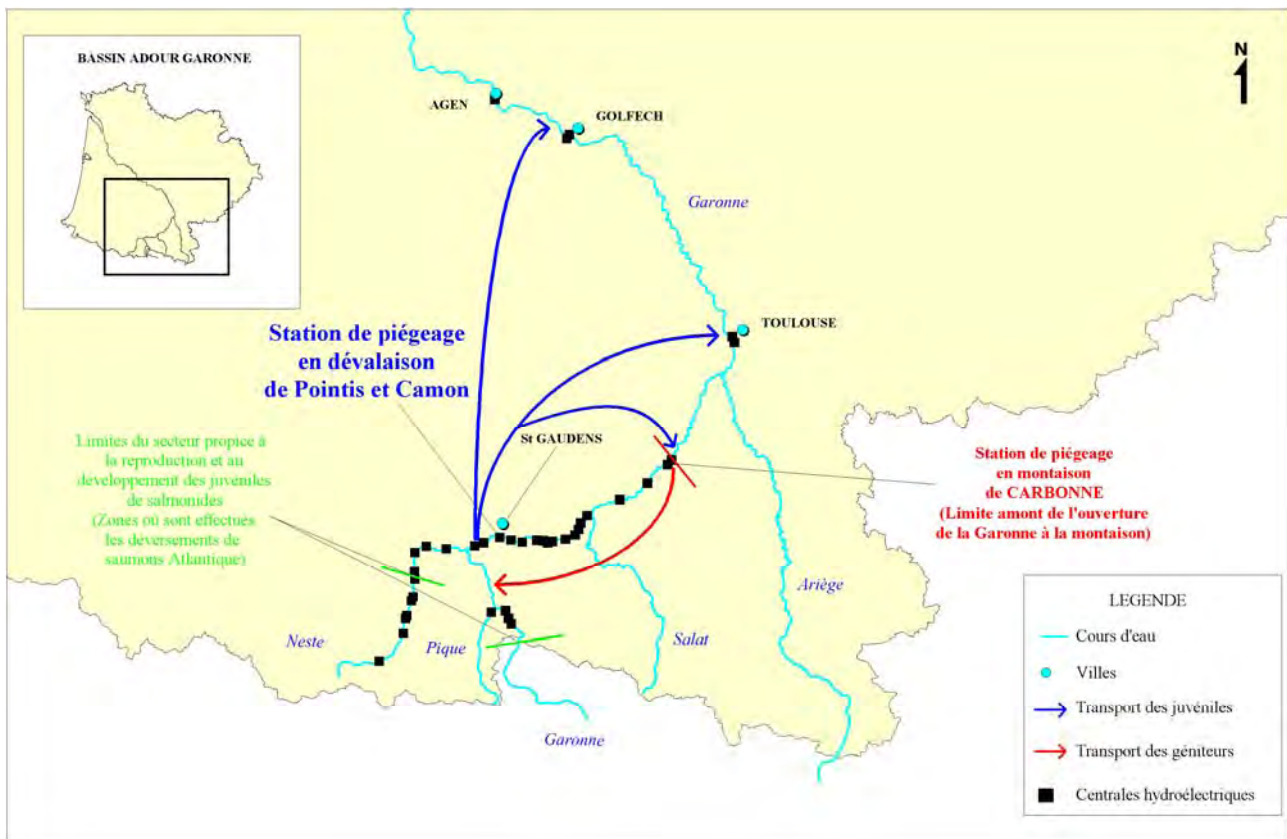 BASSIN ADOUR GARONNE
N
AGEN
GOLFECH
Garonne
Station de piégeage
en dévalaison
de Pointis et Camon
TOULOUSE
Limites du secteur propice à
la reproduction et au
developpement des juvéniles
de salmonidés
(Zones où sont effectués
les déversements de
saumons Atlantique)
St GAUDENS
Station de piégeage
en montaison
de CARBONNE
(Limite amont de l'ouverture
de la Garonne à la montaison)
Neste
Pique
Salat
Ariège
Garonne
LEGENDE
Cours d'eau
Villes
Transport des juvéniles
Transport des géniteurs
Centrales hydroélectriques